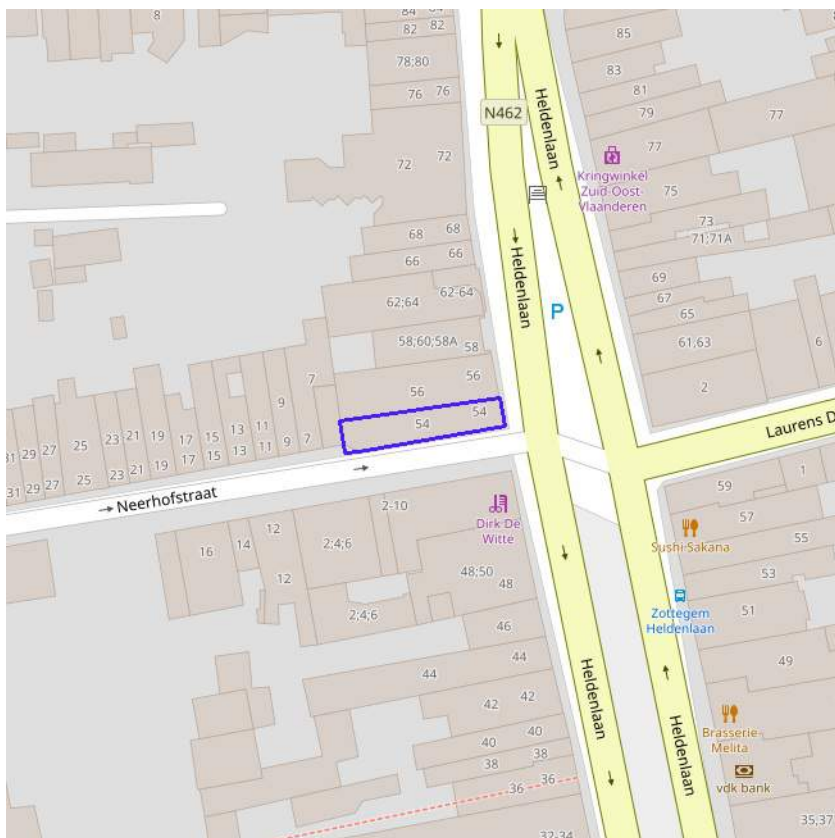 8
84 84
82 82
78;80
76 76
72 72
N462
Heldenlaan
85
83
81
79
77
77
Kringwinkel
Zuid-Oost-
Vlaanderen
75
73
71;71A
68 68
66 66
62;64 62-64
Heldenlaan
69
67
65
61,63
6
2
P
58;60;58A 58
56 56
54 54
7
9
31 29 27 25 23 21 19 17 15 13 11
31 29 27 25 23 21 19 17 15 13 11 9 7
Laurens D
Neerhofstraat
2-10
16 14 12 2;4;6
12
2;4;6
Dirk De
Witte
48;50 48
46
44 44
42 42
40 40
38 38
36 36
32-34
59 1
57
55
Sushi-Sakana
53
Zottegem
Heldenlaan
51
49
Heldenlaan
Heldenlaan
Brasserie-
Melita
vdk bank
35,37